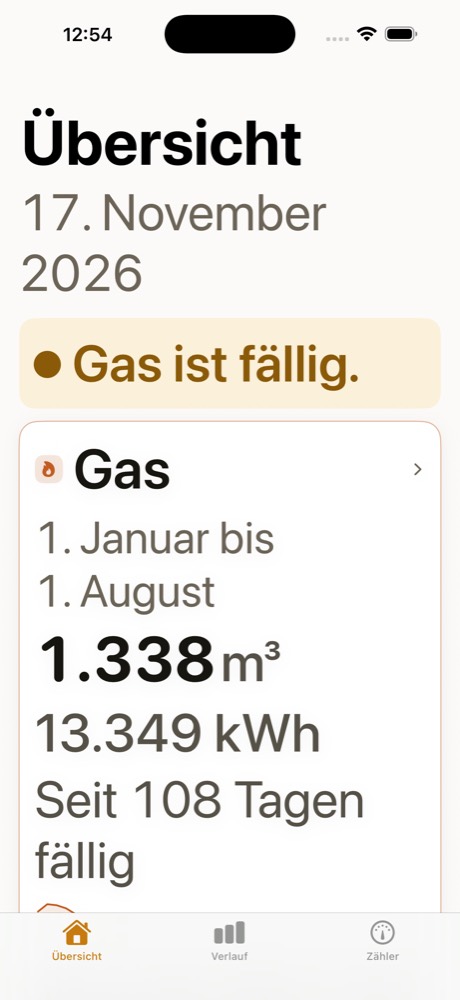 12:54
Übersicht
17. November
2026
Gas ist fällig.
Gas
1. Januar bis
1. August
1.338 m³
13.349 kWh
Seit 108 Tagen
fällig
Übersicht
Verlauf
Zähler